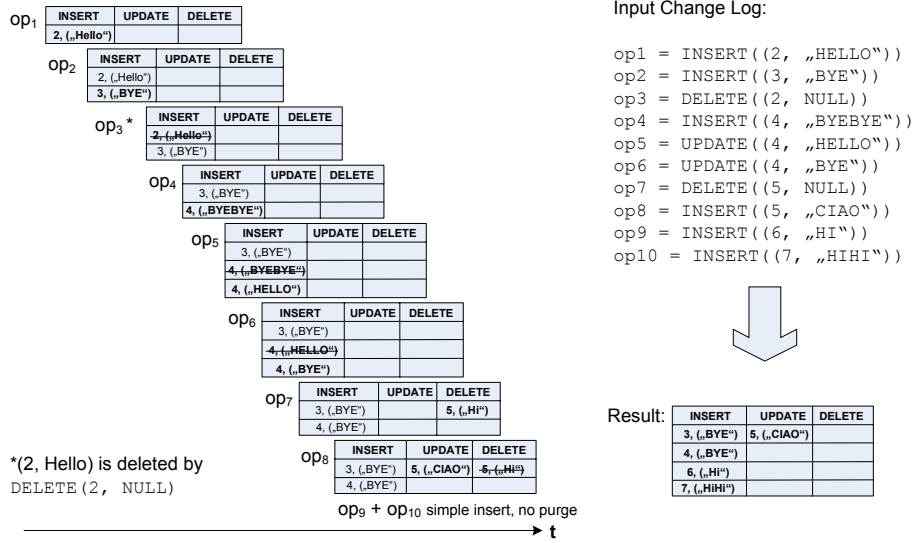 op1
INSERT UPDATE DELETE
2, („Hello“)
op2
INSERT UPDATE DELETE
2, („Hello“)
3, („BYE“)
op3 *
INSERT UPDATE DELETE
2, („Hello“)
3, („BYE“)
op4
INSERT UPDATE DELETE
3, („BYE“)
4, („BYEBYE“)
op5
INSERT UPDATE DELETE
3, („BYE“)
4, („BYEBYE“)
4, („HELLO“)
op6
INSERT UPDATE DELETE
3, („BYE“)
4, („HELLO“)
4, („BYE“)
op7
INSERT UPDATE DELETE
3, („BYE“) 5, („Hi“)
4, („BYE“)
op8
INSERT UPDATE DELETE
3, („BYE“) 5, („CIAO“) 5, („Hi“)
4, („BYE“)
op9 + op10 simple insert, no purge
t
*(2, Hello) is deleted by
DELETE(2, NULL)
Input Change Log:
op1 = INSERT((2, „HELLO“))
op2 = INSERT((3, „BYE“))
op3 = DELETE((2, NULL))
op4 = INSERT((4, „BYEBYE“))
op5 = UPDATE((4, „HELLO“))
op6 = UPDATE((4, „BYE“))
op7 = DELETE((5, NULL))
op8 = INSERT((5, „CIAO“))
op9 = INSERT((6, „HI“))
op10 = INSERT((7, „HIHI“))
Result:
INSERT UPDATE DELETE
3, („BYE“) 5, („CIAO“)
4, („BYE“)
6, („Hi“)
7, („HiHi“)